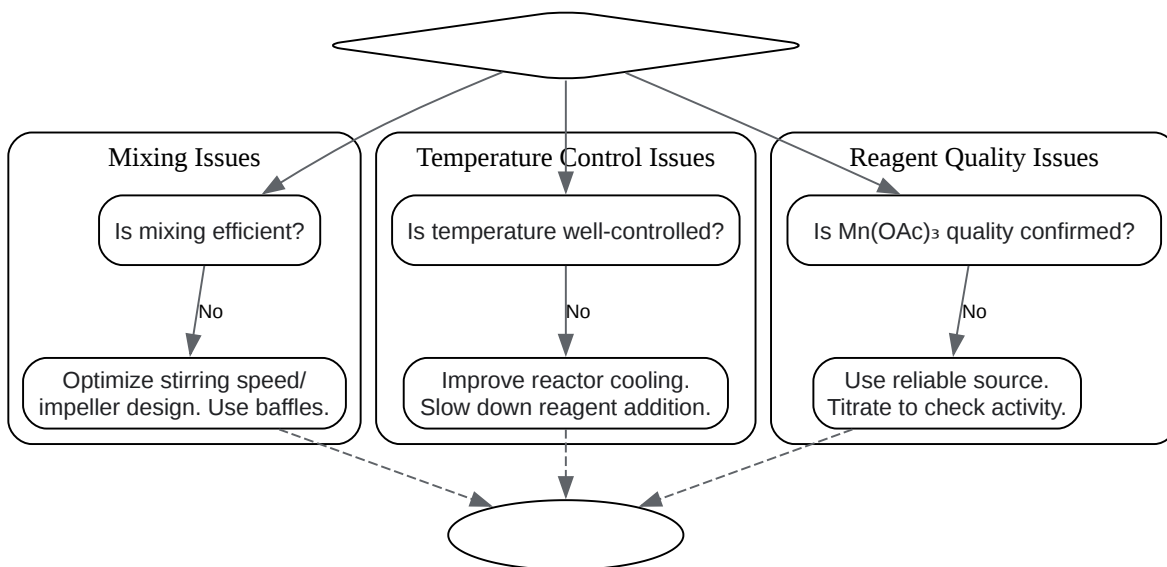 Mixing Issues
Temperature Control Issues
Reagent Quality Issues
Is mixing efficient?
Is temperature well-controlled?
Is Mn(OAc)₃ quality confirmed?
No
No
No
Optimize stirring speed/
impeller design. Use baffles.
Improve reactor cooling.
Slow down reagent addition.
Use reliable source.
Titrate to check activity.